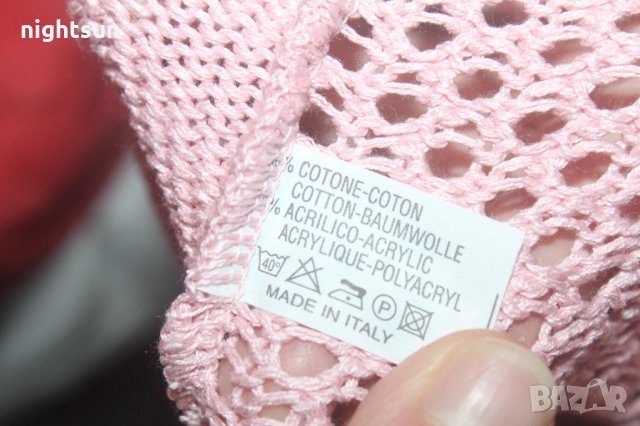 nightsun
% COTONE-COTON
COTTON-BAUMWOLLE
% ACRILICO-ACRYLIC
ACRYLIQUE-POLYACRYL
40° P
MADE IN ITALY
BAZAR